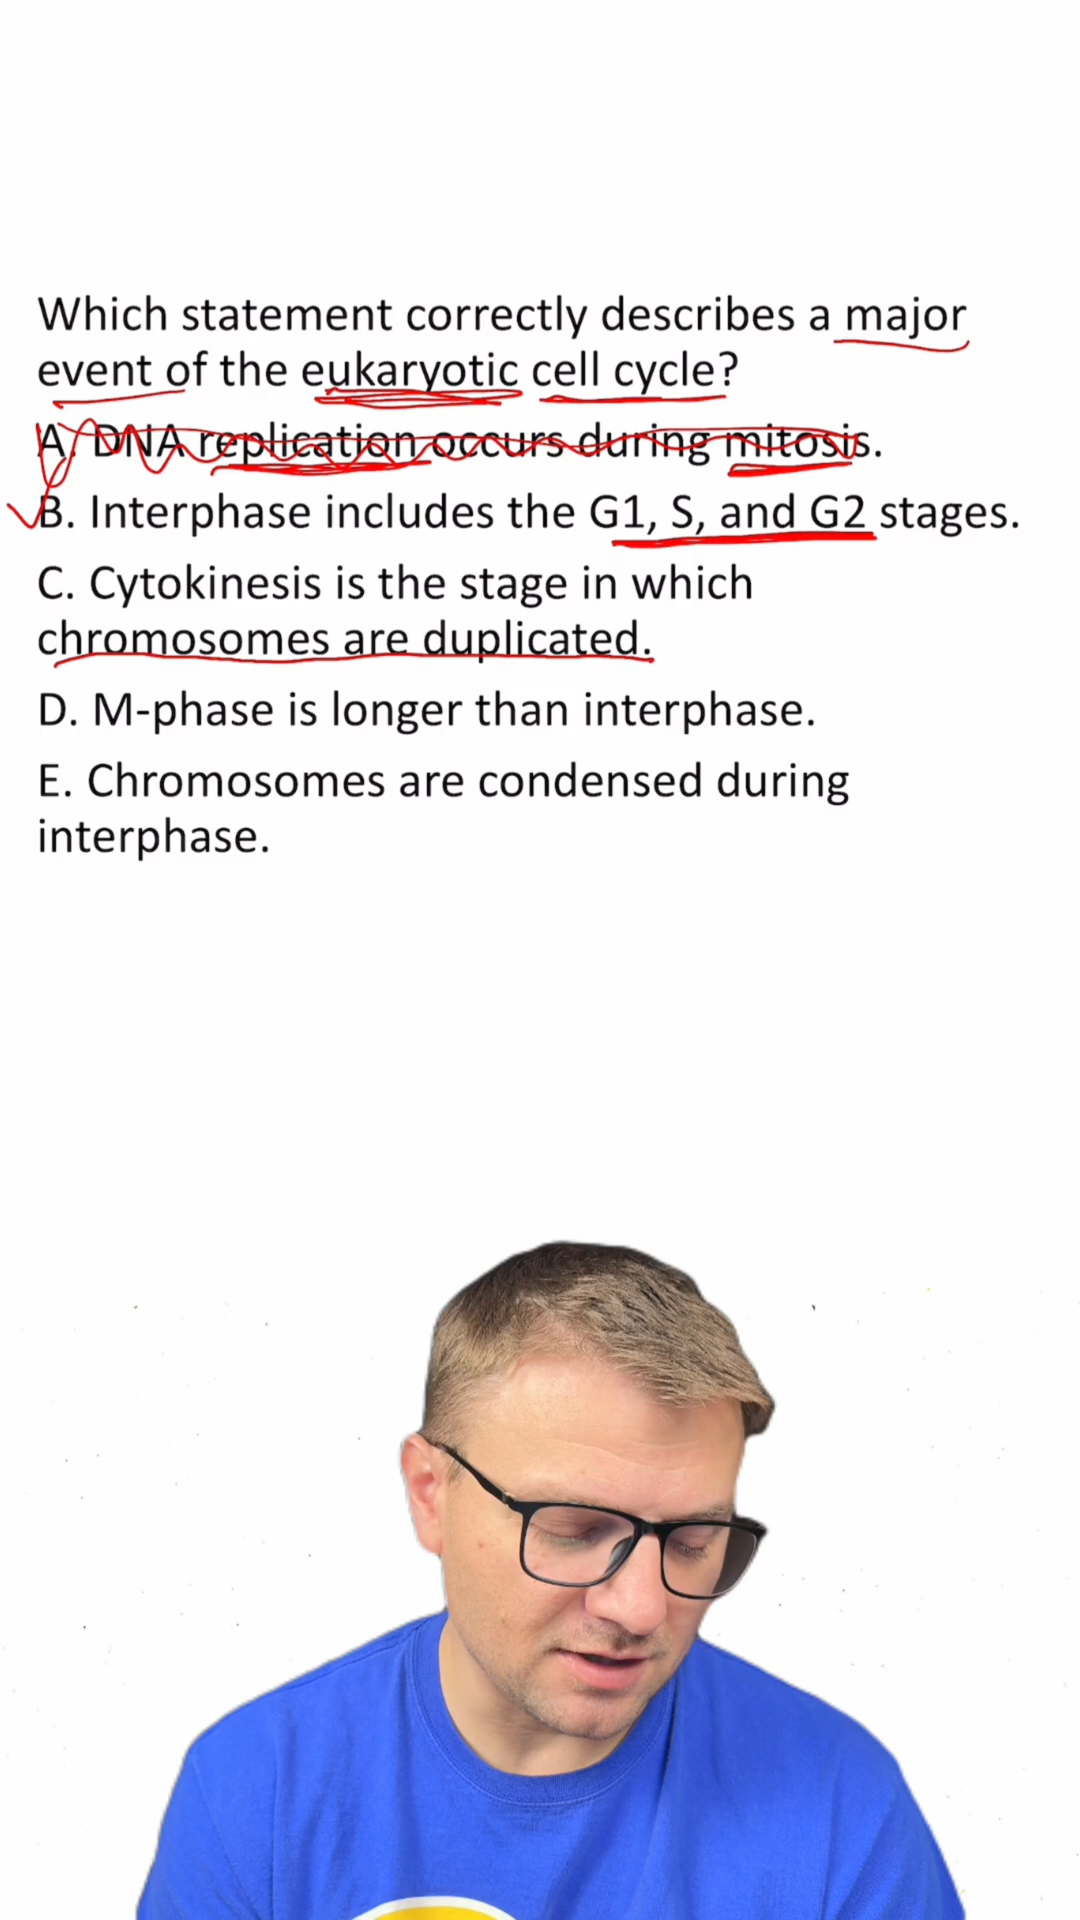 Which statement correctly describes a major
event of the eukaryotic cell cycle?
A. DNA replication occurs during mitosis.
B. Interphase includes the G1, S, and G2 stages.
C. Cytokinesis is the stage in which
chromosomes are duplicated.
D. M-phase is longer than interphase.
E. Chromosomes are condensed during
interphase.